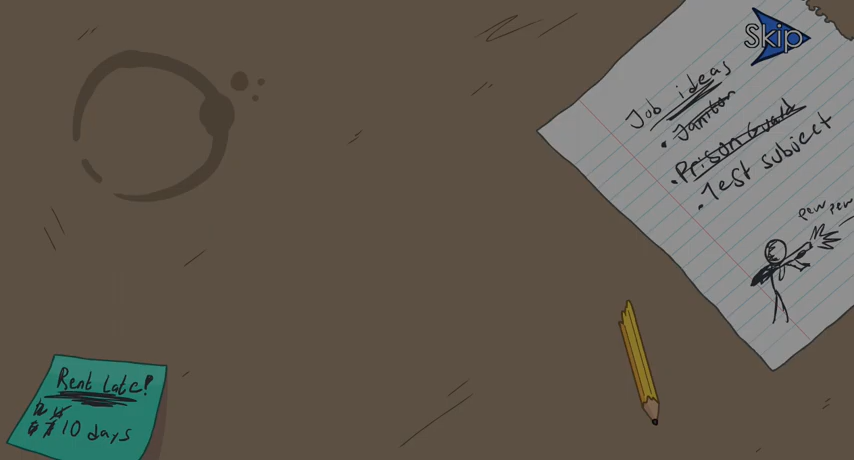 Skip
Job ideas
• Janitor
• Prison Guard
• Test subject
pew pew
Rent Late!
10 days